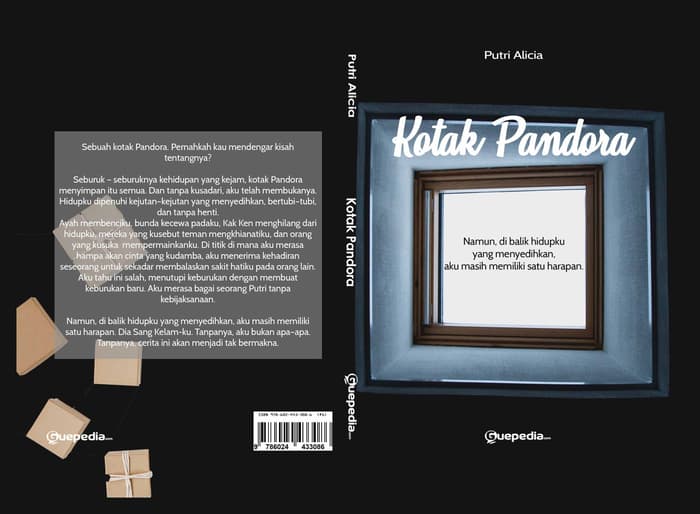 Sebuah kotak Pandora. Pernahkah kau mendengar kisah
tentangnya?
Seburuk – seburuknya kehidupan yang kejam, kotak Pandora
menyimpan itu semua. Dan tanpa kusadari, aku telah membukanya.
Hidupku dipenuhi kejutan-kejutan yang menyedihkan, bertubi-tubi,
dan tanpa henti.
Ayah membenciku, bunda kecewa padaku, Kak Ken menghilang dari
hidupku, mereka yang kusebut teman mengkhianatiku, dan orang
yang kusuka mempermainkanku. Di titik di mana aku merasa
hampa akan cinta yang kudamba, aku menerima kehadiran
seseorang untuk sekadar membalaskan sakit hatiku pada orang lain.
Aku tahu ini salah, menutupi keburukan dengan membuat
keburukan baru. Aku merasa bagai seorang Putri tanpa
kebijaksanaan.
Namun, di balik hidupku yang menyedihkan, aku masih memiliki
satu harapan. Dia Sang Kelam-ku. Tanpanya, aku bukan apa-apa.
Tanpanya, cerita ini akan menjadi tak bermakna.
9 786024 433086
Guepedia.com
Putri Alicia
Kotak Pandora
Guepedia.com
Putri Alicia
Kotak Pandora
Namun, di balik hidupku
yang menyedihkan,
aku masih memiliki satu harapan.
Guepedia.com